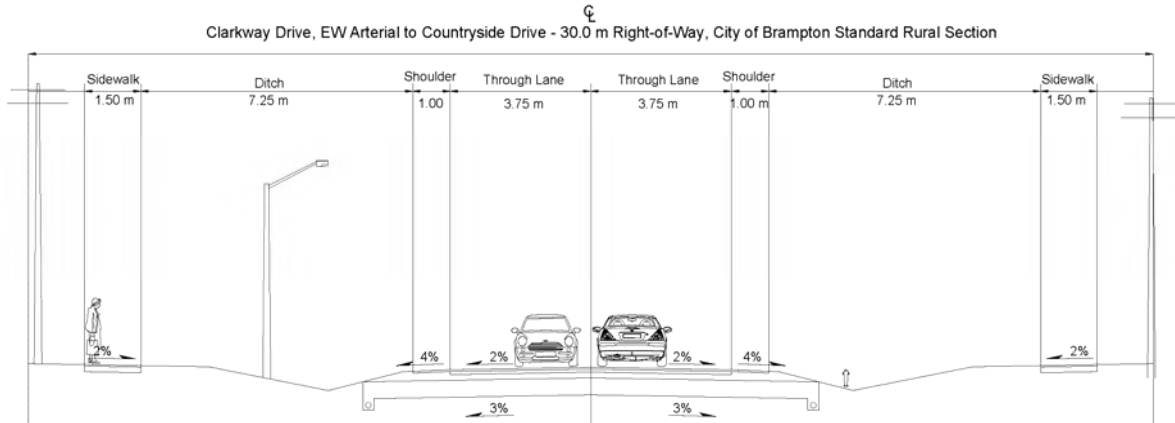 ℄
Clarkway Drive, EW Arterial to Countryside Drive - 30.0 m Right-of-Way, City of Brampton Standard Rural Section
Sidewalk Ditch Shoulder Through Lane Through Lane Shoulder Ditch Sidewalk
1.50 m 7.25 m 1.00 3.75 m 3.75 m 1.00 m 7.25 m 1.50 m
2% 4% 2% 2% 4% 2%
3% 3%